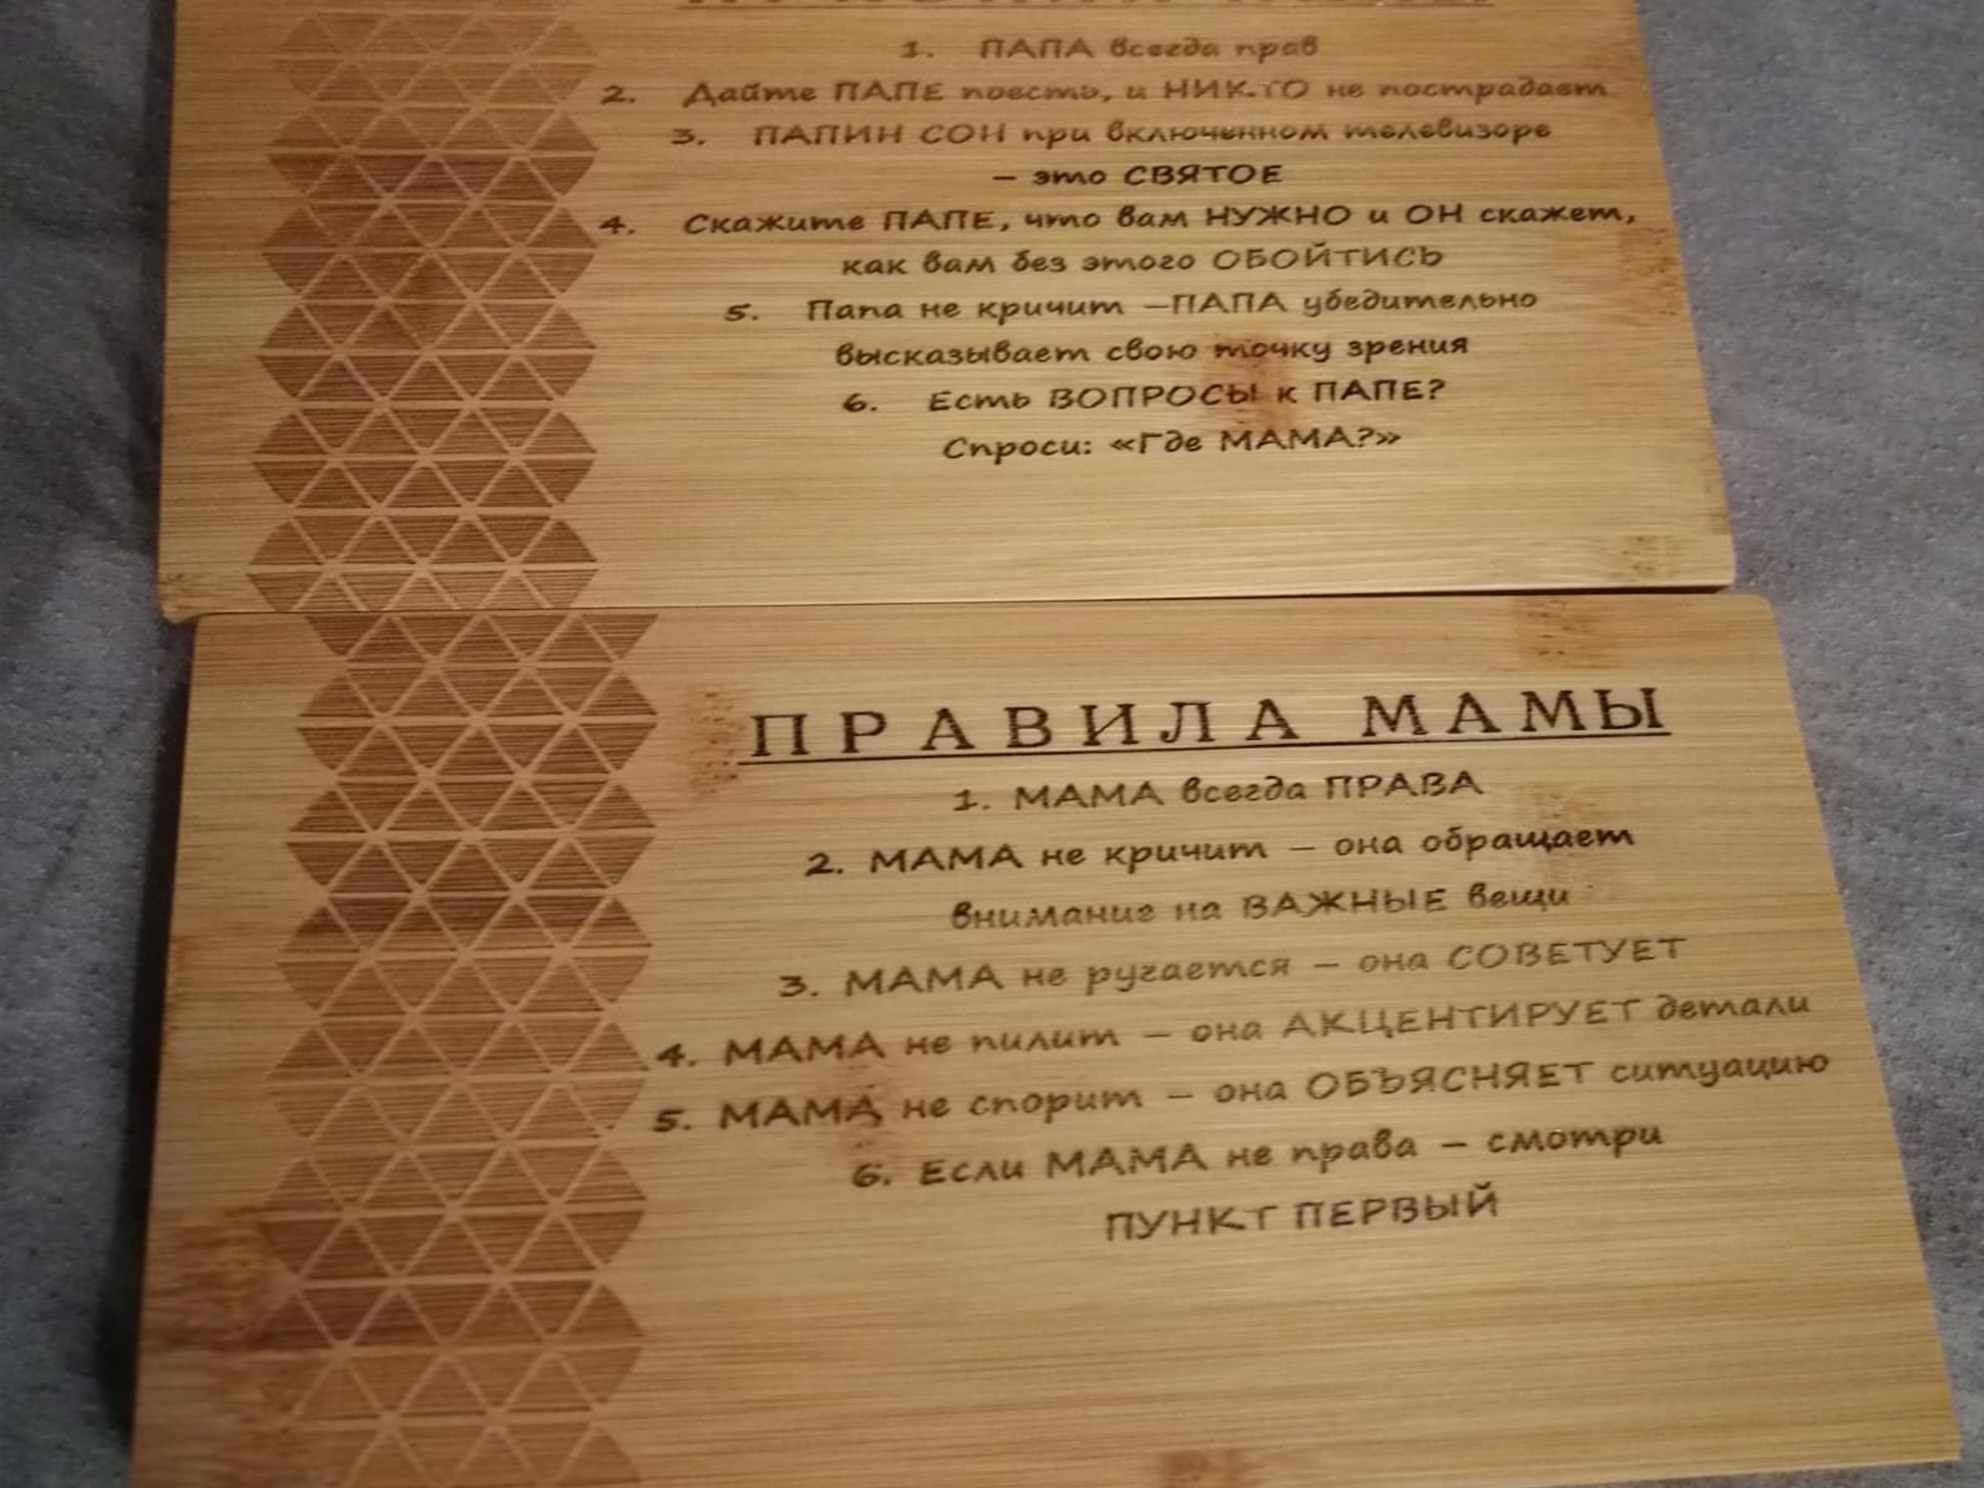 1. ПАПА всегда прав
2. Дайте ПАПЕ поесть, и НИКТО не пострадает
3. ПАПИН СОН при включенном телевизоре
– это СВЯТОЕ
4. Скажите ПАПЕ, что вам НУЖНО и ОН скажет,
как вам без этого ОБОЙТИСЬ
5. Папа не кричит –ПАПА убедительно
высказывает свою точку зрения
6. Есть ВОПРОСЫ к ПАПЕ?
Спроси: «Где МАМА?»
ПРАВИЛА МАМЫ
1. МАМА всегда ПРАВА
2. МАМА не кричит – она обращает
внимание на ВАЖНЫЕ вещи
3. МАМА не ругается – она СОВЕТУЕТ
4. МАМА не пилит – она АКЦЕНТИРУЕТ детали
5. МАМА не спорит – она ОБЪЯСНЯЕТ ситуацию
6. Если МАМА не права – смотри
ПУНКТ ПЕРВЫЙ